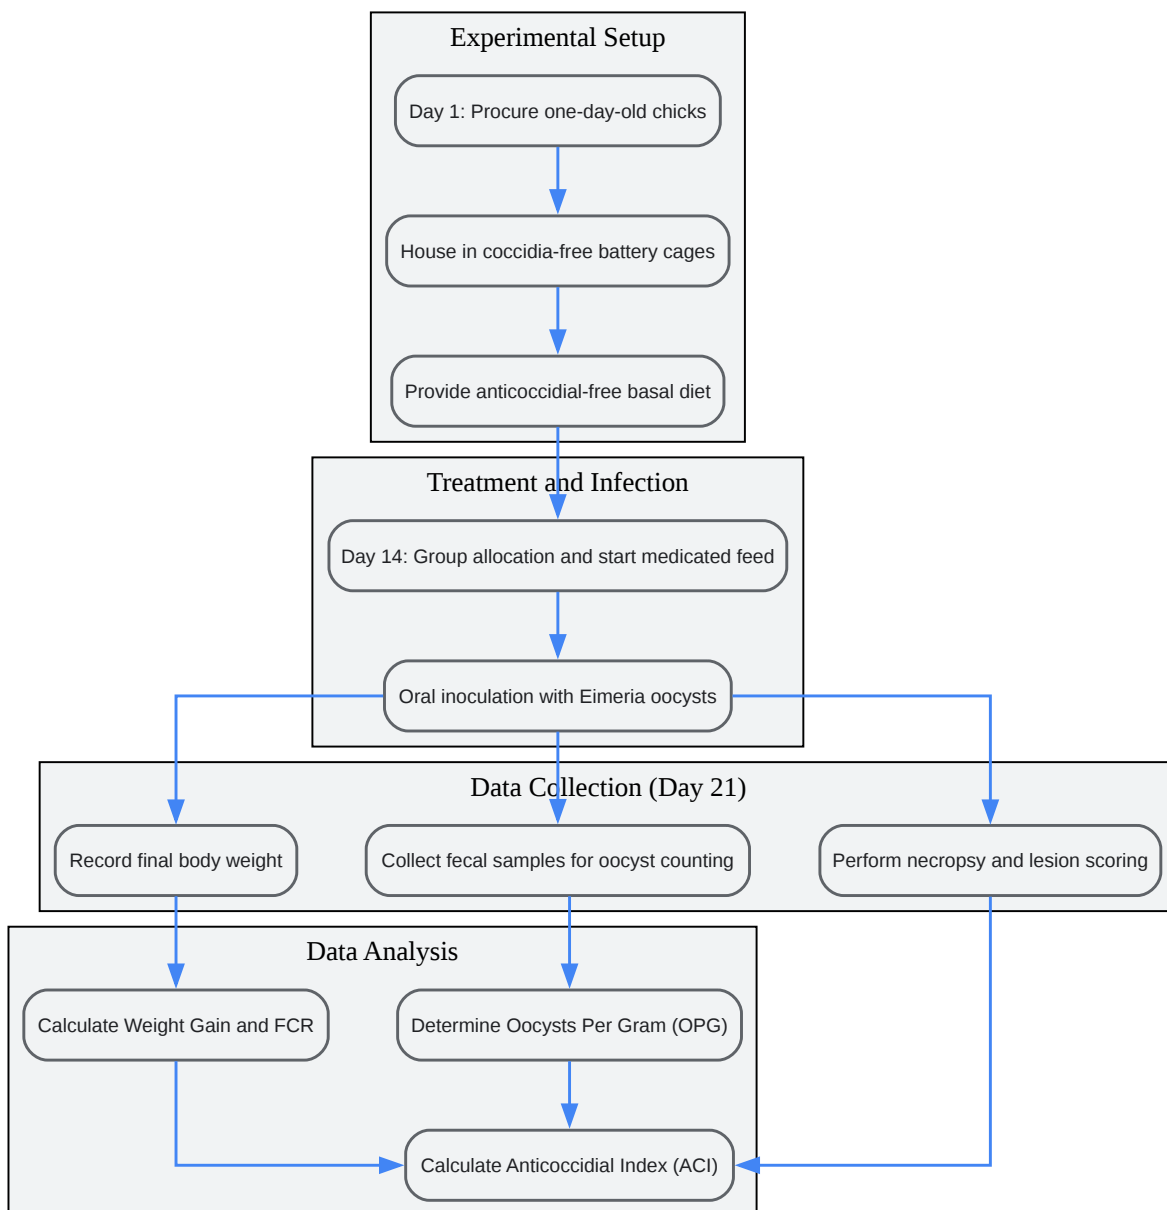 Experimental Setup
Day 1: Procure one-day-old chicks
House in coccidia-free battery cages
Provide anticoccidial-free basal diet
Treatment and Infection
Day 14: Group allocation and start medicated feed
Oral inoculation with Eimeria oocysts
Data Collection (Day 21)
Record final body weight
Collect fecal samples for oocyst counting
Perform necropsy and lesion scoring
Data Analysis
Calculate Weight Gain and FCR
Determine Oocysts Per Gram (OPG)
Calculate Anticoccidial Index (ACI)